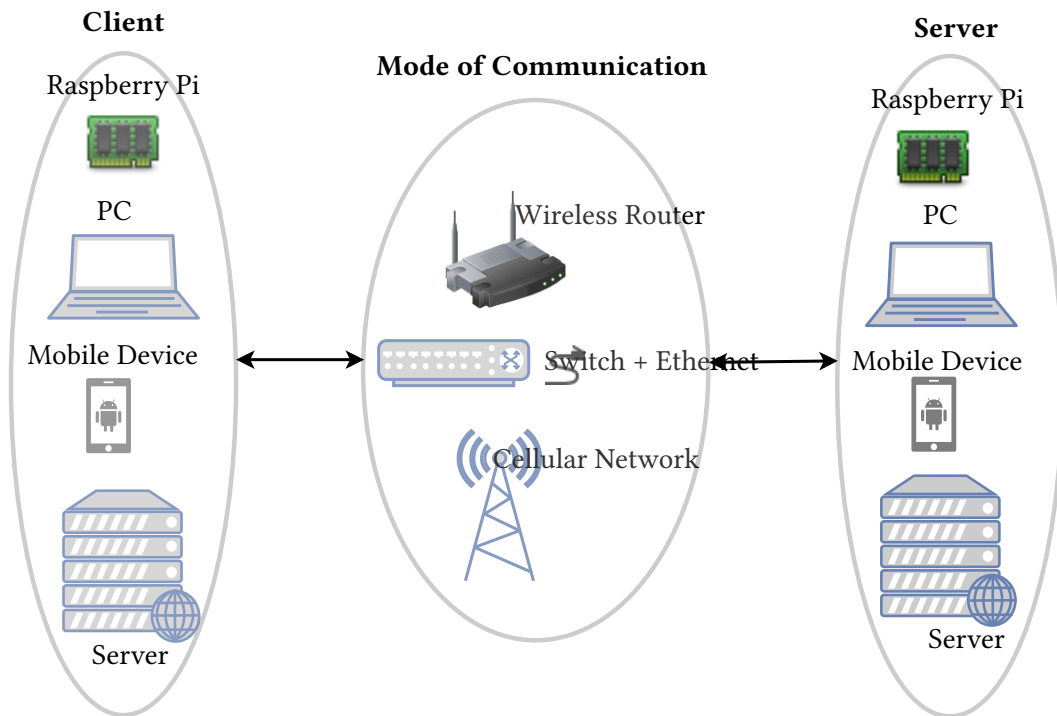 Client
Raspberry Pi
PC
Mobile Device
Server
Mode of Communication
Wireless Router
Switch + Ethernet
Cellular Network
Server
Raspberry Pi
PC
Mobile Device
Server